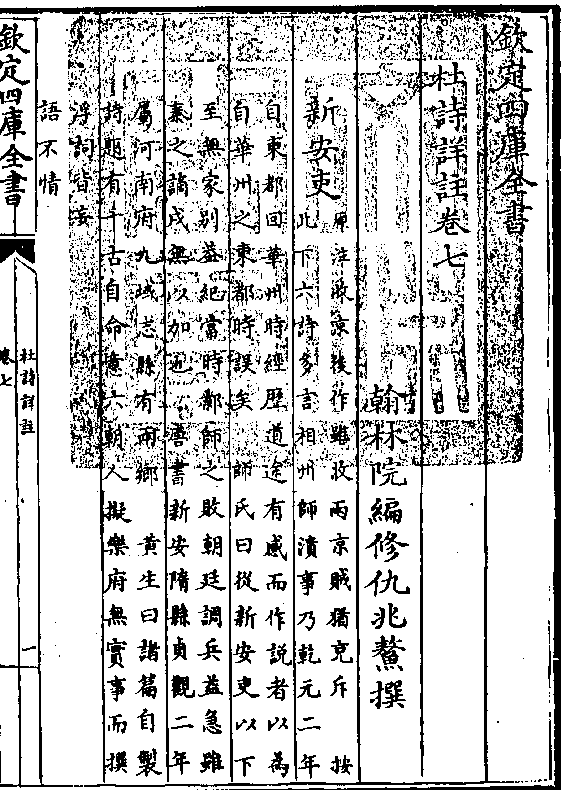 欽定四庫全書
杜詩詳註卷七
翰林院編修仇兆鰲撰
新安吏
原注收京後作雖收兩京賊猶充斥 按
此下六詩多言相州師潰事乃乾元二年
自東都回華州時經歷道途有感而作說者以為
自華州之東都時誤矣 師氏曰從新安吏以下
至無家别葢紀當時鄴師之敗朝廷調兵益急雖
秦之謫戍無以加也 唐書新安隋縣貞觀二年
屬河南府九域志縣有兩鄉 黃生曰諸篇自製
詩題有千古自命意六朝人擬樂府無實事而撰
浮詞皆妄
語不情
欽定四庫全書
杜詩詳註
卷七
一